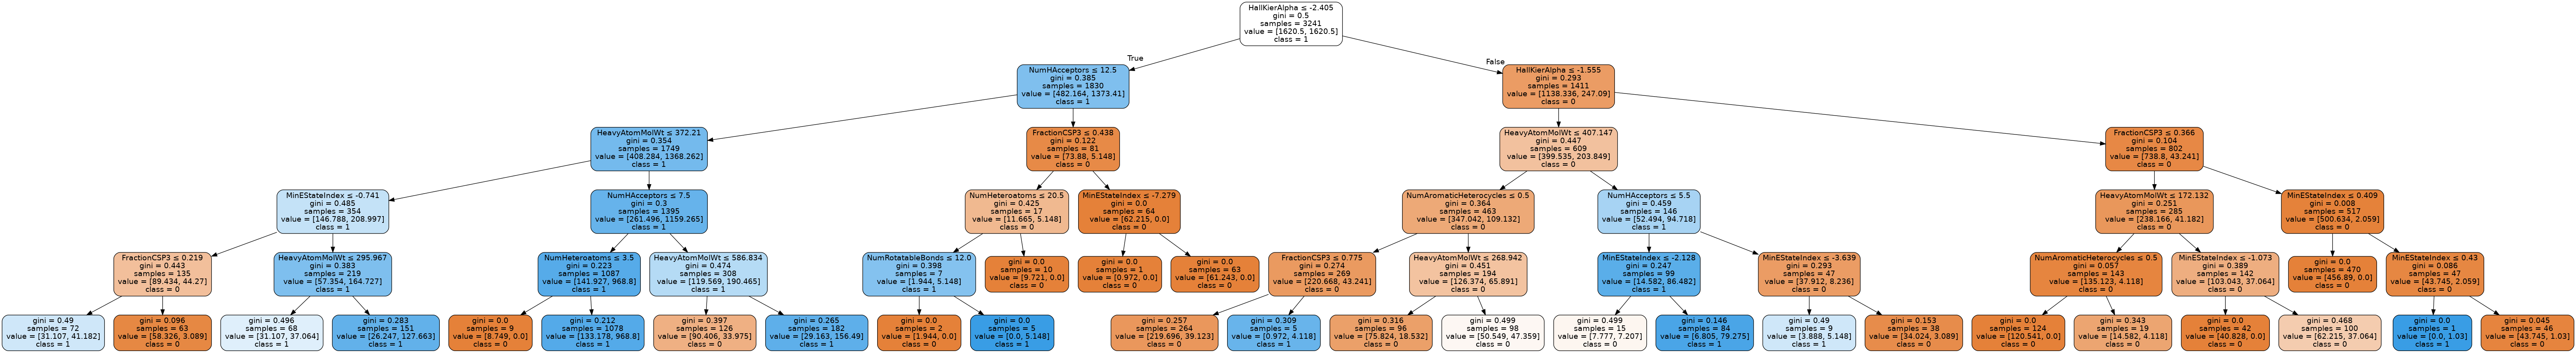 HallKierAlpha ≤ -2.405
gini = 0.5
samples = 3241
value = [1620.5, 1620.5]
class = 1
True
False
NumHAcceptors ≤ 12.5
gini = 0.385
samples = 1830
value = [482.164, 1373.41]
class = 1
HallKierAlpha ≤ -1.555
gini = 0.293
samples = 1411
value = [1138.336, 247.09]
class = 0
HeavyAtomMolWt ≤ 372.21
gini = 0.354
samples = 1749
value = [408.284, 1368.262]
class = 1
FractionCSP3 ≤ 0.438
gini = 0.122
samples = 81
value = [73.88, 5.148]
class = 0
HeavyAtomMolWt ≤ 407.147
gini = 0.447
samples = 609
value = [399.535, 203.849]
class = 0
FractionCSP3 ≤ 0.366
gini = 0.104
samples = 802
value = [738.8, 43.241]
class = 0
MinEStateIndex ≤ -0.741
gini = 0.485
samples = 354
value = [146.788, 208.997]
class = 1
NumHAcceptors ≤ 7.5
gini = 0.3
samples = 1395
value = [261.496, 1159.265]
class = 1
NumHeteroatoms ≤ 20.5
gini = 0.425
samples = 17
value = [11.665, 5.148]
class = 0
MinEStateIndex ≤ -7.279
gini = 0.0
samples = 64
value = [62.215, 0.0]
class = 0
NumAromaticHeterocycles ≤ 0.5
gini = 0.364
samples = 463
value = [347.042, 109.132]
class = 0
NumHAcceptors ≤ 5.5
gini = 0.459
samples = 146
value = [52.494, 94.718]
class = 1
HeavyAtomMolWt ≤ 172.132
gini = 0.251
samples = 285
value = [238.166, 41.182]
class = 0
MinEStateIndex ≤ 0.409
gini = 0.008
samples = 517
value = [500.634, 2.059]
class = 0
FractionCSP3 ≤ 0.219
gini = 0.443
samples = 135
value = [89.434, 44.27]
class = 0
HeavyAtomMolWt ≤ 295.967
gini = 0.383
samples = 219
value = [57.354, 164.727]
class = 1
NumHeteroatoms ≤ 3.5
gini = 0.223
samples = 1087
value = [141.927, 968.8]
class = 1
HeavyAtomMolWt ≤ 586.834
gini = 0.474
samples = 308
value = [119.569, 190.465]
class = 1
NumRotatableBonds ≤ 12.0
gini = 0.398
samples = 7
value = [1.944, 5.148]
class = 1
gini = 0.0
samples = 10
value = [9.721, 0.0]
class = 0
gini = 0.0
samples = 1
value = [0.972, 0.0]
class = 0
gini = 0.0
samples = 63
value = [61.243, 0.0]
class = 0
FractionCSP3 ≤ 0.775
gini = 0.274
samples = 269
value = [220.668, 43.241]
class = 0
HeavyAtomMolWt ≤ 268.942
gini = 0.451
samples = 194
value = [126.374, 65.891]
class = 0
MinEStateIndex ≤ -2.128
gini = 0.247
samples = 99
value = [14.582, 86.482]
class = 1
MinEStateIndex ≤ -3.639
gini = 0.293
samples = 47
value = [37.912, 8.236]
class = 0
NumAromaticHeterocycles ≤ 0.5
gini = 0.057
samples = 143
value = [135.123, 4.118]
class = 0
MinEStateIndex ≤ -1.073
gini = 0.389
samples = 142
value = [103.043, 37.064]
class = 0
gini = 0.0
samples = 470
value = [456.89, 0.0]
class = 0
MinEStateIndex ≤ 0.43
gini = 0.086
samples = 47
value = [43.745, 2.059]
class = 0
gini = 0.49
samples = 72
value = [31.107, 41.182]
class = 1
gini = 0.096
samples = 63
value = [58.326, 3.089]
class = 0
gini = 0.496
samples = 68
value = [31.107, 37.064]
class = 1
gini = 0.283
samples = 151
value = [26.247, 127.663]
class = 1
gini = 0.0
samples = 9
value = [8.749, 0.0]
class = 0
gini = 0.212
samples = 1078
value = [133.178, 968.8]
class = 1
gini = 0.397
samples = 126
value = [90.406, 33.975]
class = 0
gini = 0.265
samples = 182
value = [29.163, 156.49]
class = 1
gini = 0.0
samples = 2
value = [1.944, 0.0]
class = 0
gini = 0.0
samples = 5
value = [0.0, 5.148]
class = 1
gini = 0.257
samples = 264
value = [219.696, 39.123]
class = 0
gini = 0.309
samples = 5
value = [0.972, 4.118]
class = 1
gini = 0.316
samples = 96
value = [75.824, 18.532]
class = 0
gini = 0.499
samples = 98
value = [50.549, 47.359]
class = 0
gini = 0.499
samples = 15
value = [7.777, 7.207]
class = 0
gini = 0.146
samples = 84
value = [6.805, 79.275]
class = 1
gini = 0.49
samples = 9
value = [3.888, 5.148]
class = 1
gini = 0.153
samples = 38
value = [34.024, 3.089]
class = 0
gini = 0.0
samples = 124
value = [120.541, 0.0]
class = 0
gini = 0.343
samples = 19
value = [14.582, 4.118]
class = 0
gini = 0.0
samples = 42
value = [40.828, 0.0]
class = 0
gini = 0.468
samples = 100
value = [62.215, 37.064]
class = 0
gini = 0.0
samples = 1
value = [0.0, 1.03]
class = 1
gini = 0.045
samples = 46
value = [43.745, 1.03]
class = 0